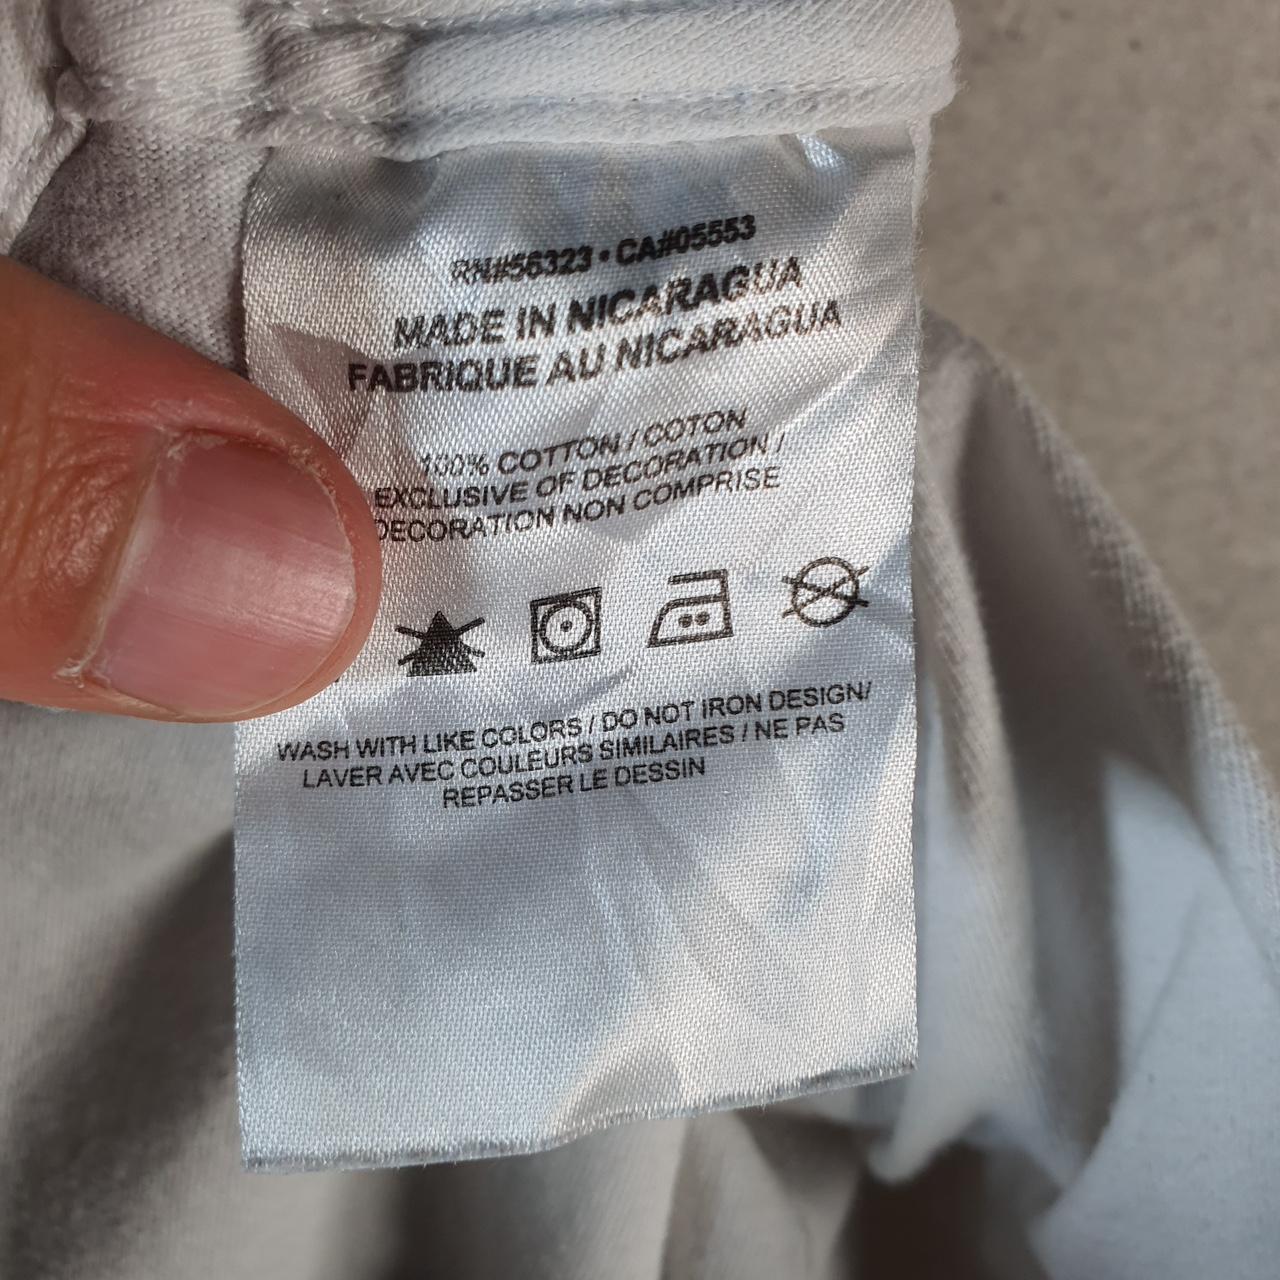 RN#56323 • CA#05553
MADE IN NICARAGUA
FABRIQUE AU NICARAGUA
100% COTTON / COTON
EXCLUSIVE OF DECORATION /
DECORATION NON COMPRISE
WASH WITH LIKE COLORS / DO NOT IRON DESIGN/
LAVER AVEC COULEURS SIMILAIRES / NE PAS
REPASSER LE DESSIN